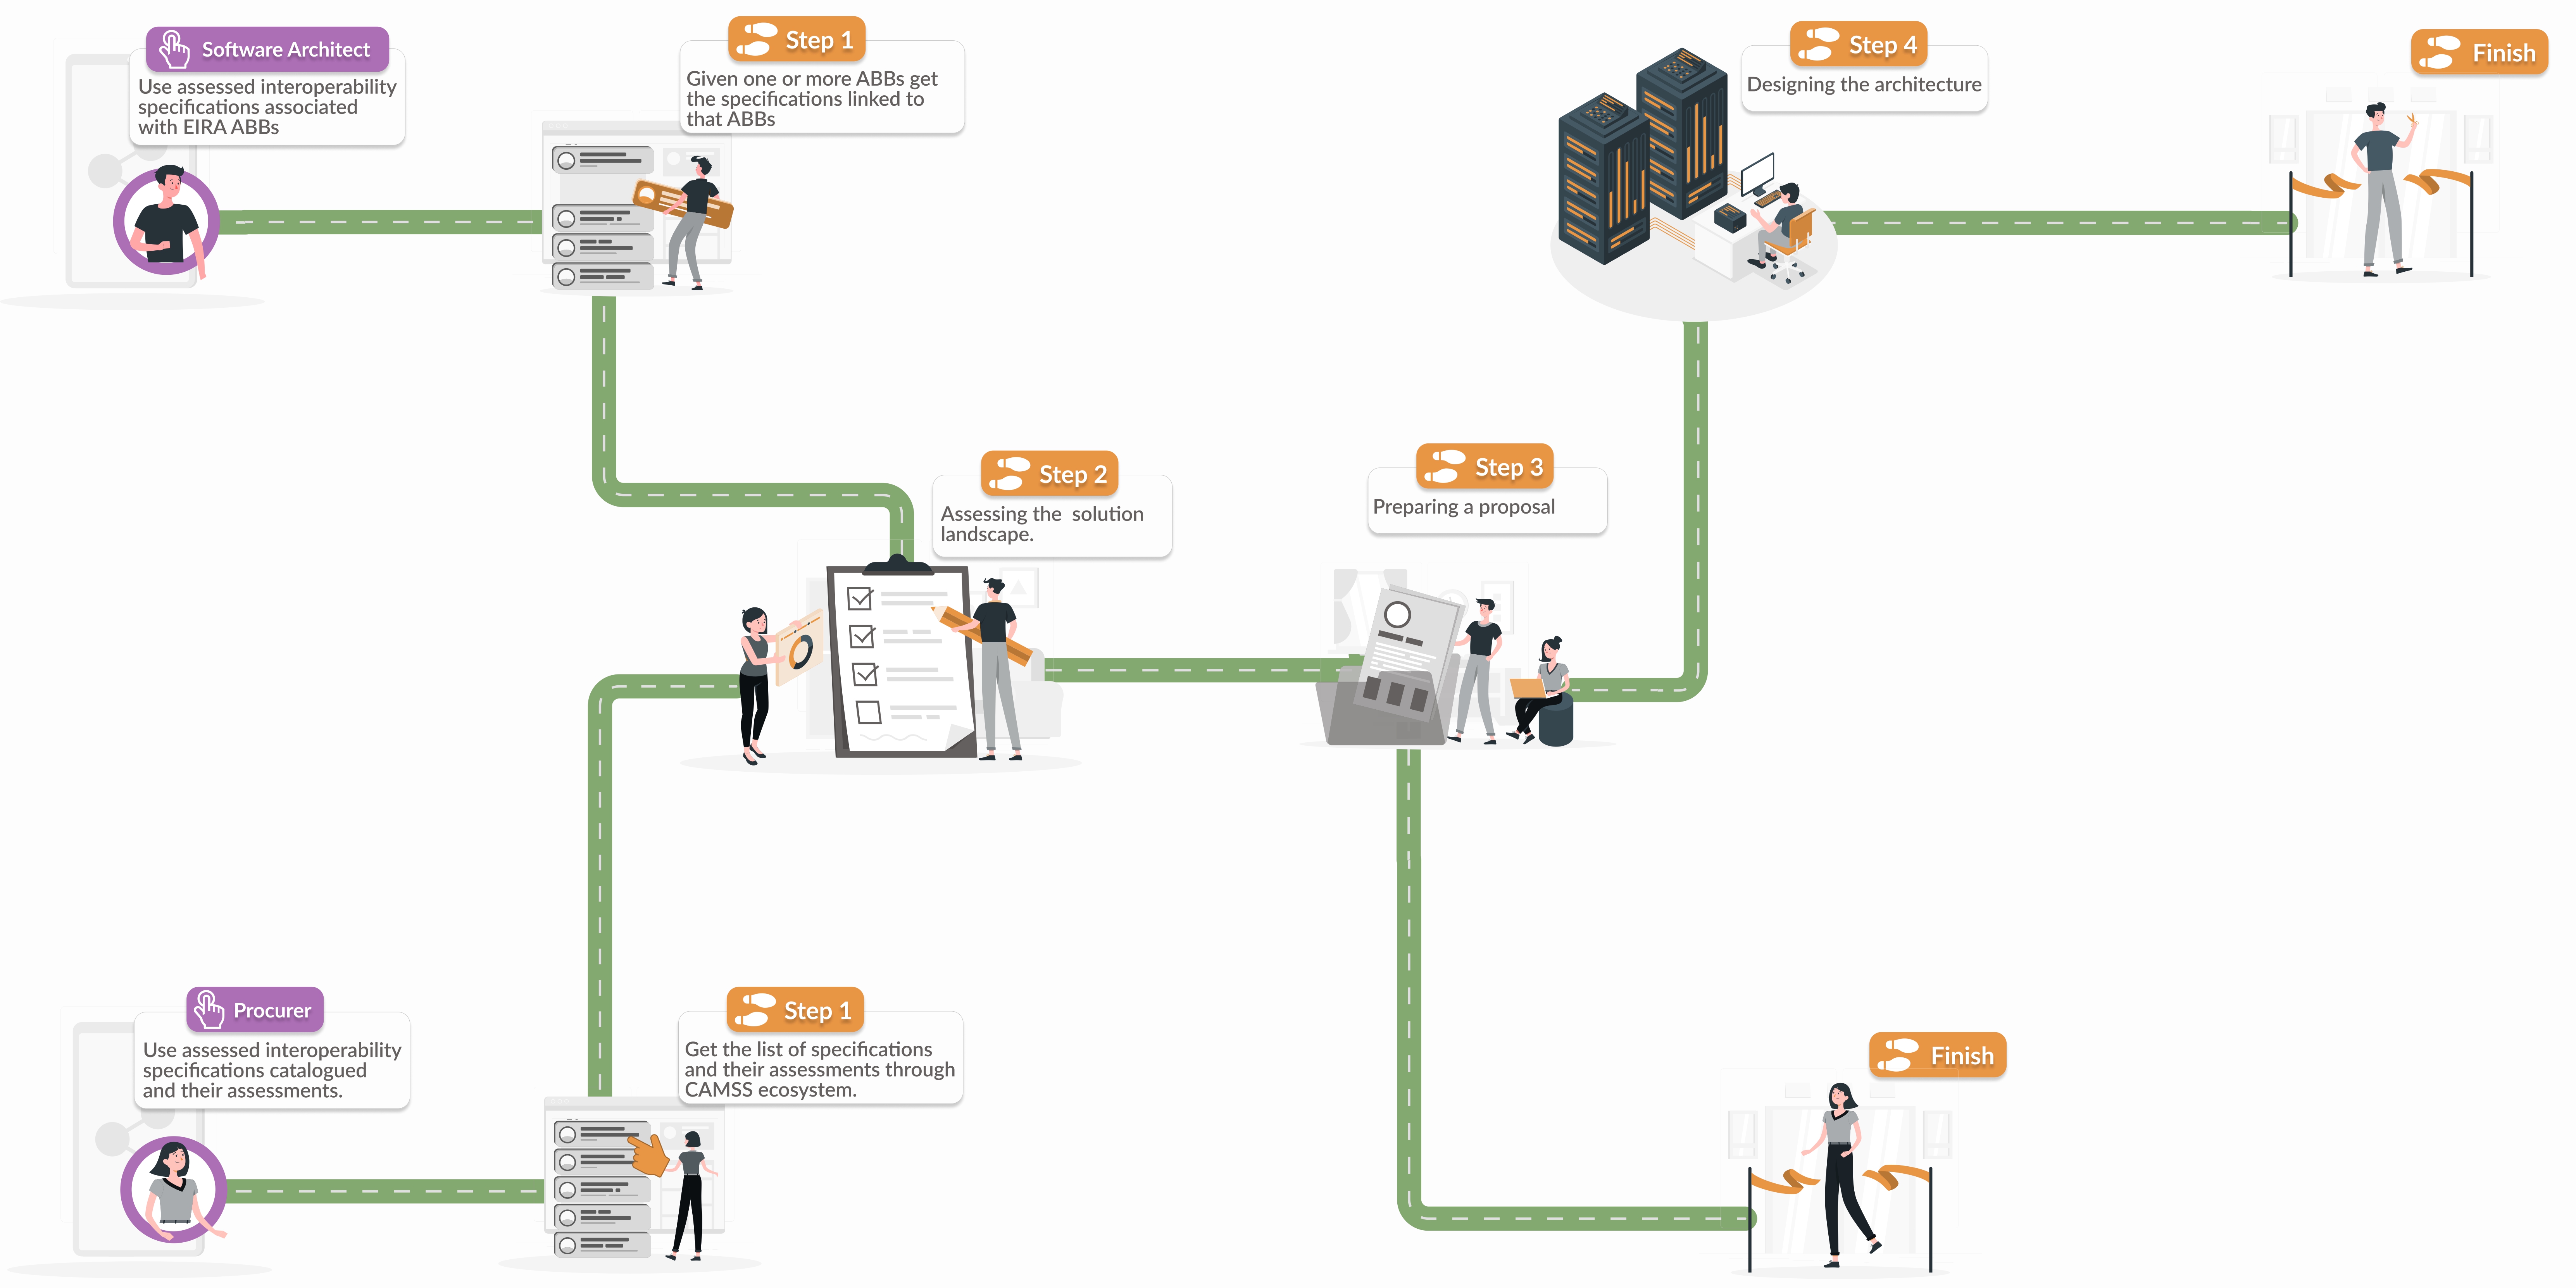 Software Architect
Use assessed interoperability
specifications associated
with EIRA ABBs
Step 1
Given one or more ABBs get
the specifications linked to
that ABBs
Step 4
Designing the architecture
Finish
Step 2
Assessing the solution
landscape.
Step 3
Preparing a proposal
Procurer
Use assessed interoperability
specifications catalogued
and their assessments.
Step 1
Get the list of specifications
and their assessments through
CAMSS ecosystem.
Finish